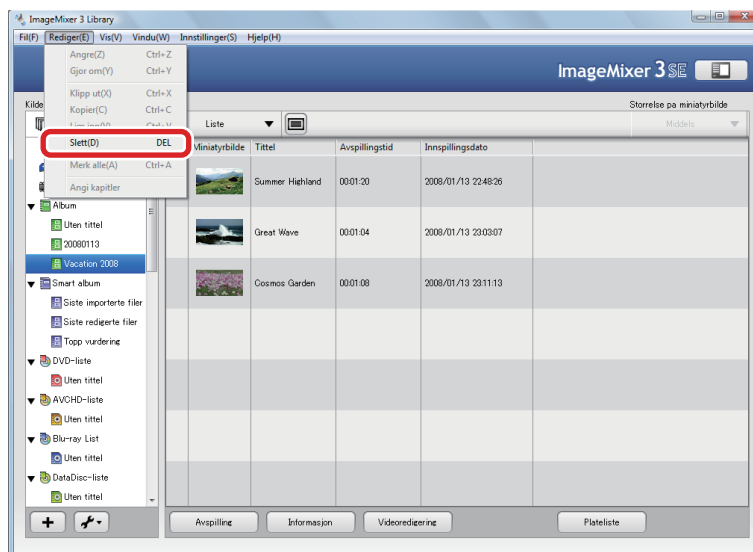 ImageMixer 3 Library
Fil(F) Rediger(E) Vis(V) Vindu(W) Innstillinger(S) Hjelp(H)
Angre(Z) Ctrl+Z
Gjor om(Y) Ctrl+Y
Klipp ut(X) Ctrl+X
Kopier(C) Ctrl+C
Lim inn(V) Ctrl+V
Slett(D) DEL
Merk alle(A) Ctrl+A
Angi kapitler
ImageMixer 3 SE
Kilde
Storrelse pa miniatyrbilde
Liste
Middels
Miniatyrbilde Tittel Avspillingstid Innspillingsdato
Summer Highland 00:01:20 2008/01/13 22:48:26
Great Wave 00:01:04 2008/01/13 23:03:07
Cosmos Garden 00:01:08 2008/01/13 23:11:13
Album
Uten tittel
20080113
Vacation 2008
Smart album
Siste importerte filer
Siste redigerte filer
Topp vurdering
DVD-liste
Uten tittel
AVCHD-liste
Uten tittel
Blu-ray List
Uten tittel
DataDisc-liste
Uten tittel
Avspilling Informasjon Videoredigering Plateliste